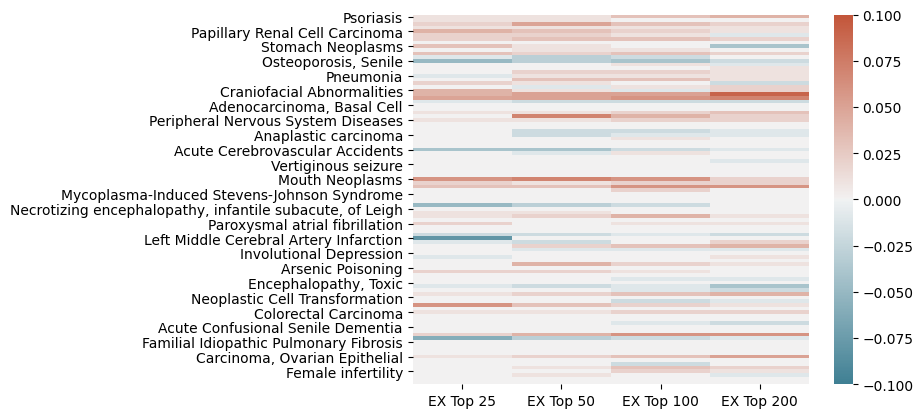 Psoriasis
Papillary Renal Cell Carcinoma
Stomach Neoplasms
Osteoporosis, Senile
Pneumonia
Craniofacial Abnormalities
Adenocarcinoma, Basal Cell
Peripheral Nervous System Diseases
Anaplastic carcinoma
Acute Cerebrovascular Accidents
Vertiginous seizure
Mouth Neoplasms
Mycoplasma-Induced Stevens-Johnson Syndrome
Necrotizing encephalopathy, infantile subacute, of Leigh
Paroxysmal atrial fibrillation
Left Middle Cerebral Artery Infarction
Involutional Depression
Arsenic Poisoning
Encephalopathy, Toxic
Neoplastic Cell Transformation
Colorectal Carcinoma
Acute Confusional Senile Dementia
Familial Idiopathic Pulmonary Fibrosis
Carcinoma, Ovarian Epithelial
Female infertility
EX Top 25 EX Top 50 EX Top 100 EX Top 200
0.100
0.075
0.050
0.025
0.000
−0.025
−0.050
−0.075
−0.100